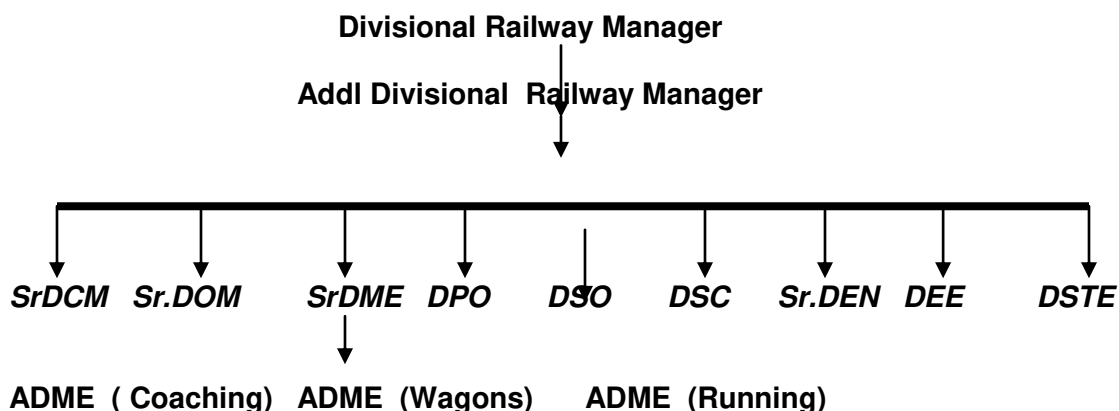 Divisional Railway Manager
Addl Divisional Railway Manager
SrDCM Sr.DOM SrDME DPO DSO DSC Sr.DEN DEE DSTE
ADME ( Coaching) ADME (Wagons) ADME (Running)